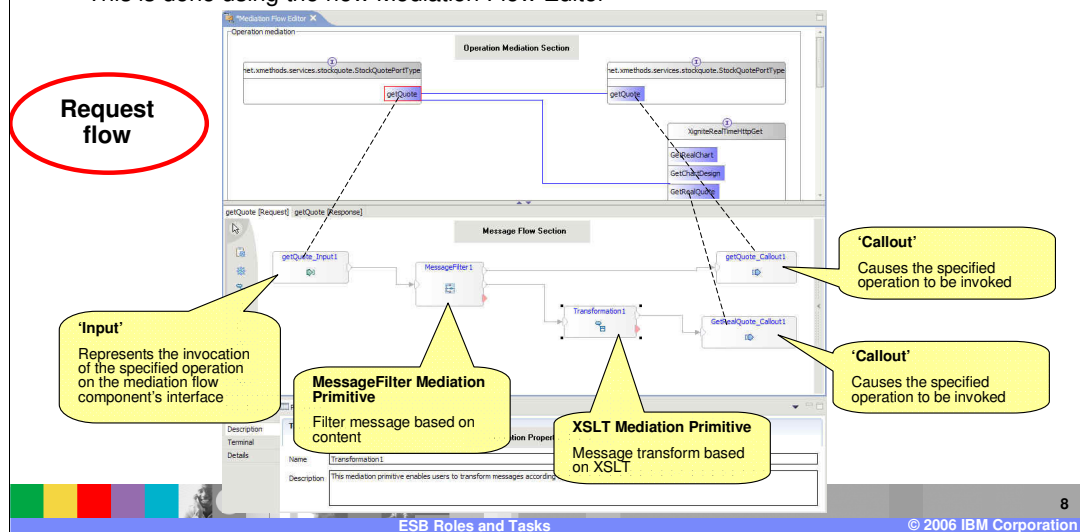 This is done using the new Mediation Flow Editor
*Mediation Flow Editor
Operation mediation
Operation Mediation Section
net.xmethods.services.stockquote.StockQuotePortType
net.xmethods.services.stockquote.StockQuotePortType
getQuote
getQuote
Request
flow
XigniteRealTimeHttpGet
GetRealChart
GetChartDesign
GetRealQuote
getQuote [Request]
getQuote [Response]
Message Flow Section
getQuote_Input1
MessageFilter1
getQuote_Callout1
Transformation1
GetRealQuote_Callout1
'Callout'
Causes the specified
operation to be invoked
'Input'
Represents the invocation
of the specified operation
on the mediation flow
component's interface
MessageFilter Mediation
Primitive
Filter message based on
content
XSLT Mediation Primitive
Message transform based
on XSLT
'Callout'
Causes the specified
operation to be invoked
Description
Terminal
Details
Name
Transformation1
Description
This mediation primitive enables users to transform messages according
8
ESB Roles and Tasks
© 2006 IBM Corporation